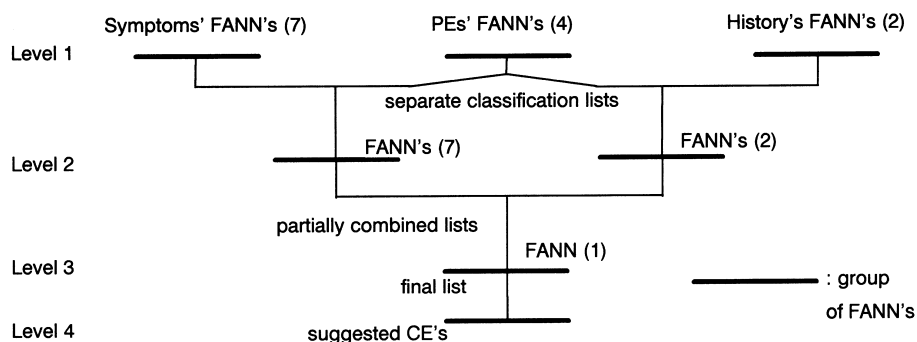 Symptoms' FANN's (7)
PEs' FANN's (4)
History's FANN's (2)
Level 1
separate classification lists
Level 2
FANN's (7)
FANN's (2)
partially combined lists
Level 3
FANN (1)
final list
: group
of FANN's
Level 4
suggested CE's